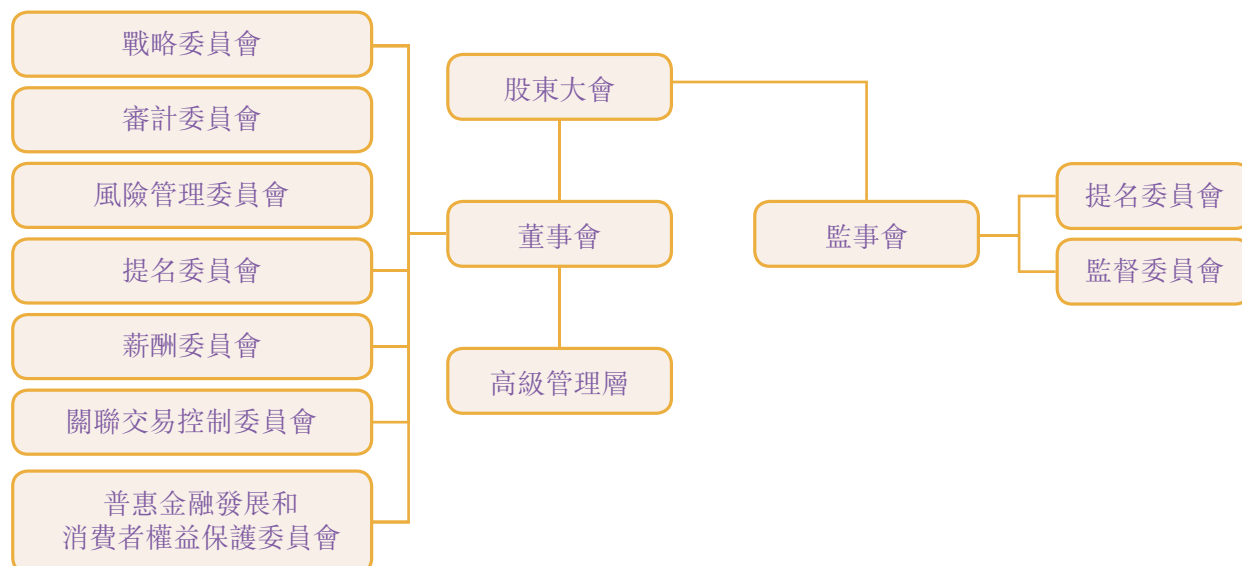 戰略委員會
審計委員會
風險管理委員會
提名委員會
薪酬委員會
關聯交易控制委員會
普惠金融發展和
消費者權益保護委員會
股東大會
董事會
高級管理層
監事會
提名委員會
監督委員會